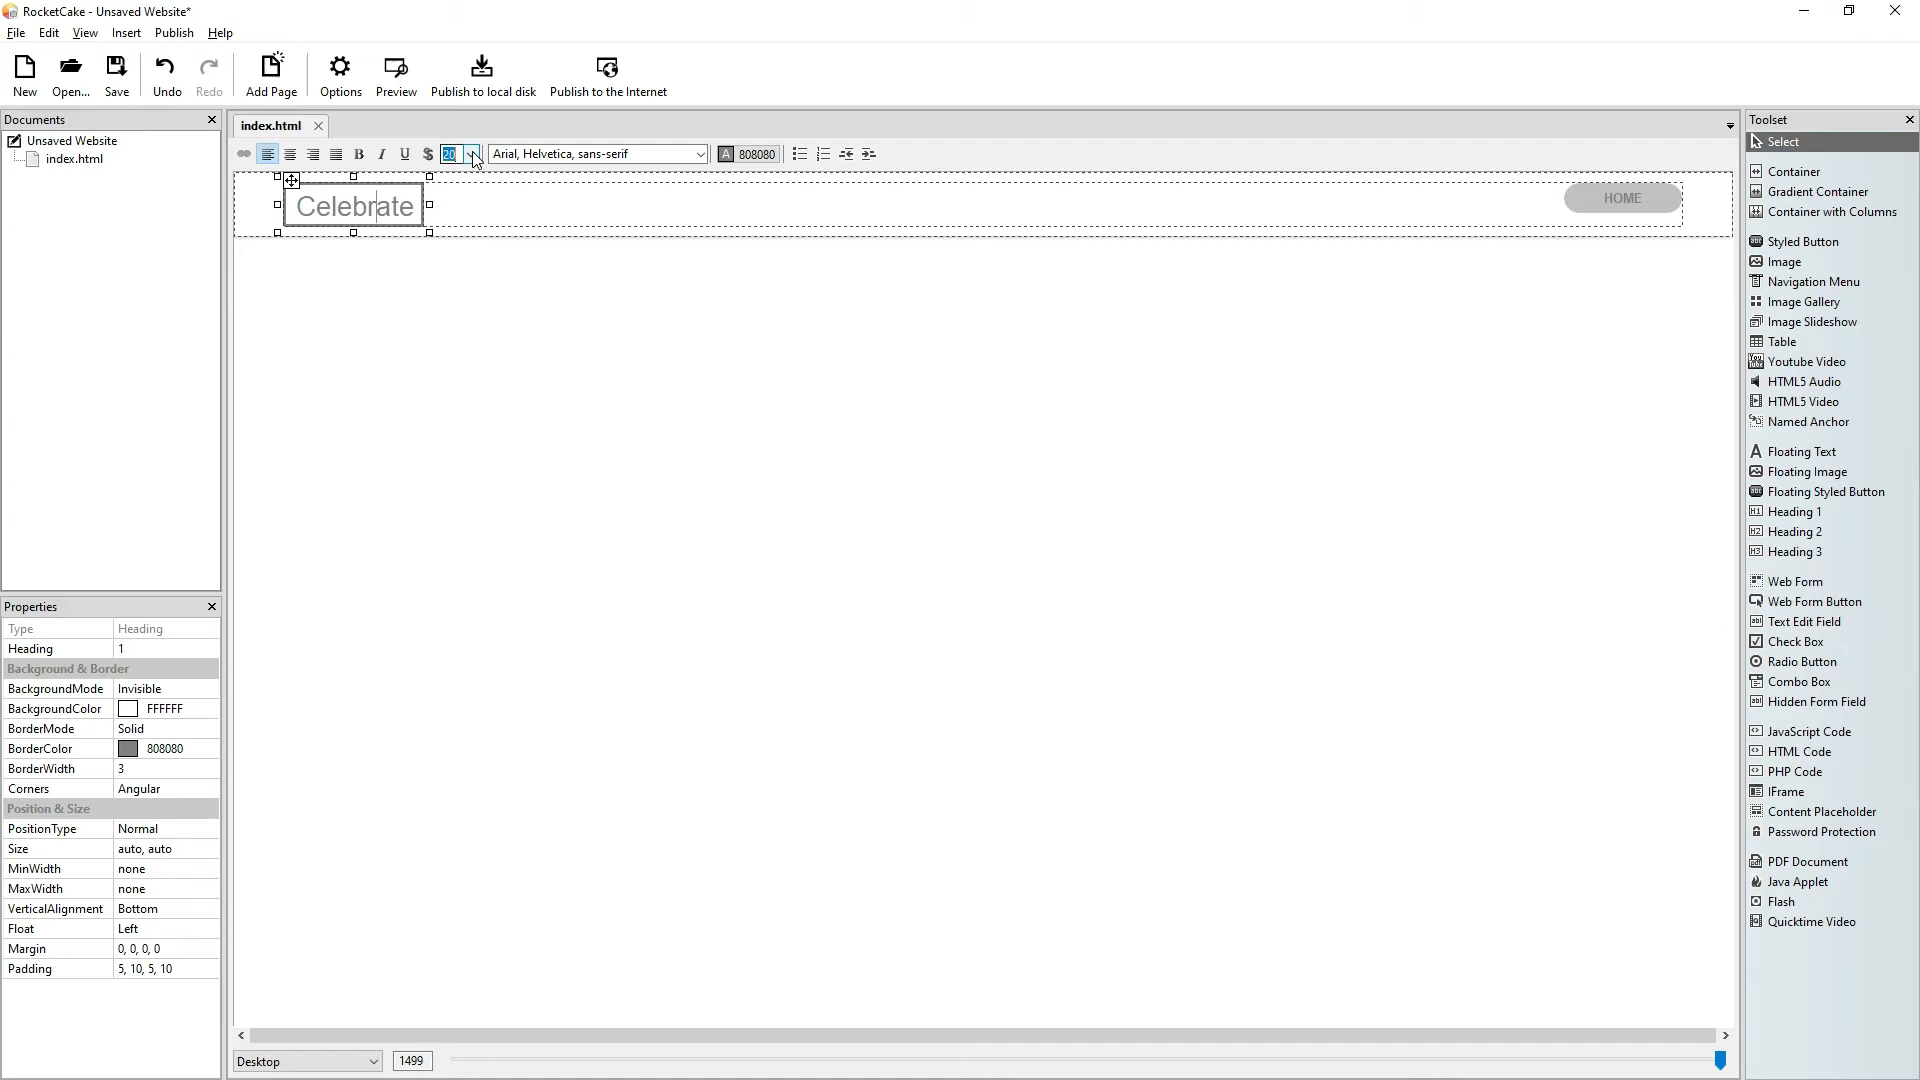 RocketCake - Unsaved Website*
File Edit View Insert Publish Help
New Open... Save Undo Redo Add Page Options Preview Publish to local disk Publish to the Internet
Documents
Unsaved Website
index.html
index.html
B I U $ 20 Arial, Helvetica, sans-serif A 808080
Celebrate
HOME
Properties
Type Heading
Heading 1
Background & Border
BackgroundMode Invisible
BackgroundColor FFFFFF
BorderMode Solid
BorderColor 808080
BorderWidth 3
Corners Angular
Position & Size
PositionType Normal
Size auto, auto
MinWidth none
MaxWidth none
VerticalAlignment Bottom
Float Left
Margin 0, 0, 0, 0
Padding 5, 10, 5, 10
Desktop 1499
Toolset
Select
Container
Gradient Container
Container with Columns
Styled Button
Image
Navigation Menu
Image Gallery
Image Slideshow
Table
Youtube Video
HTML5 Audio
HTML5 Video
Named Anchor
Floating Text
Floating Image
Floating Styled Button
H1 Heading 1
H2 Heading 2
H3 Heading 3
Web Form
Web Form Button
Text Edit Field
Check Box
Radio Button
Combo Box
Hidden Form Field
JavaScript Code
HTML Code
PHP Code
IFrame
Content Placeholder
Password Protection
PDF Document
Java Applet
Flash
Quicktime Video